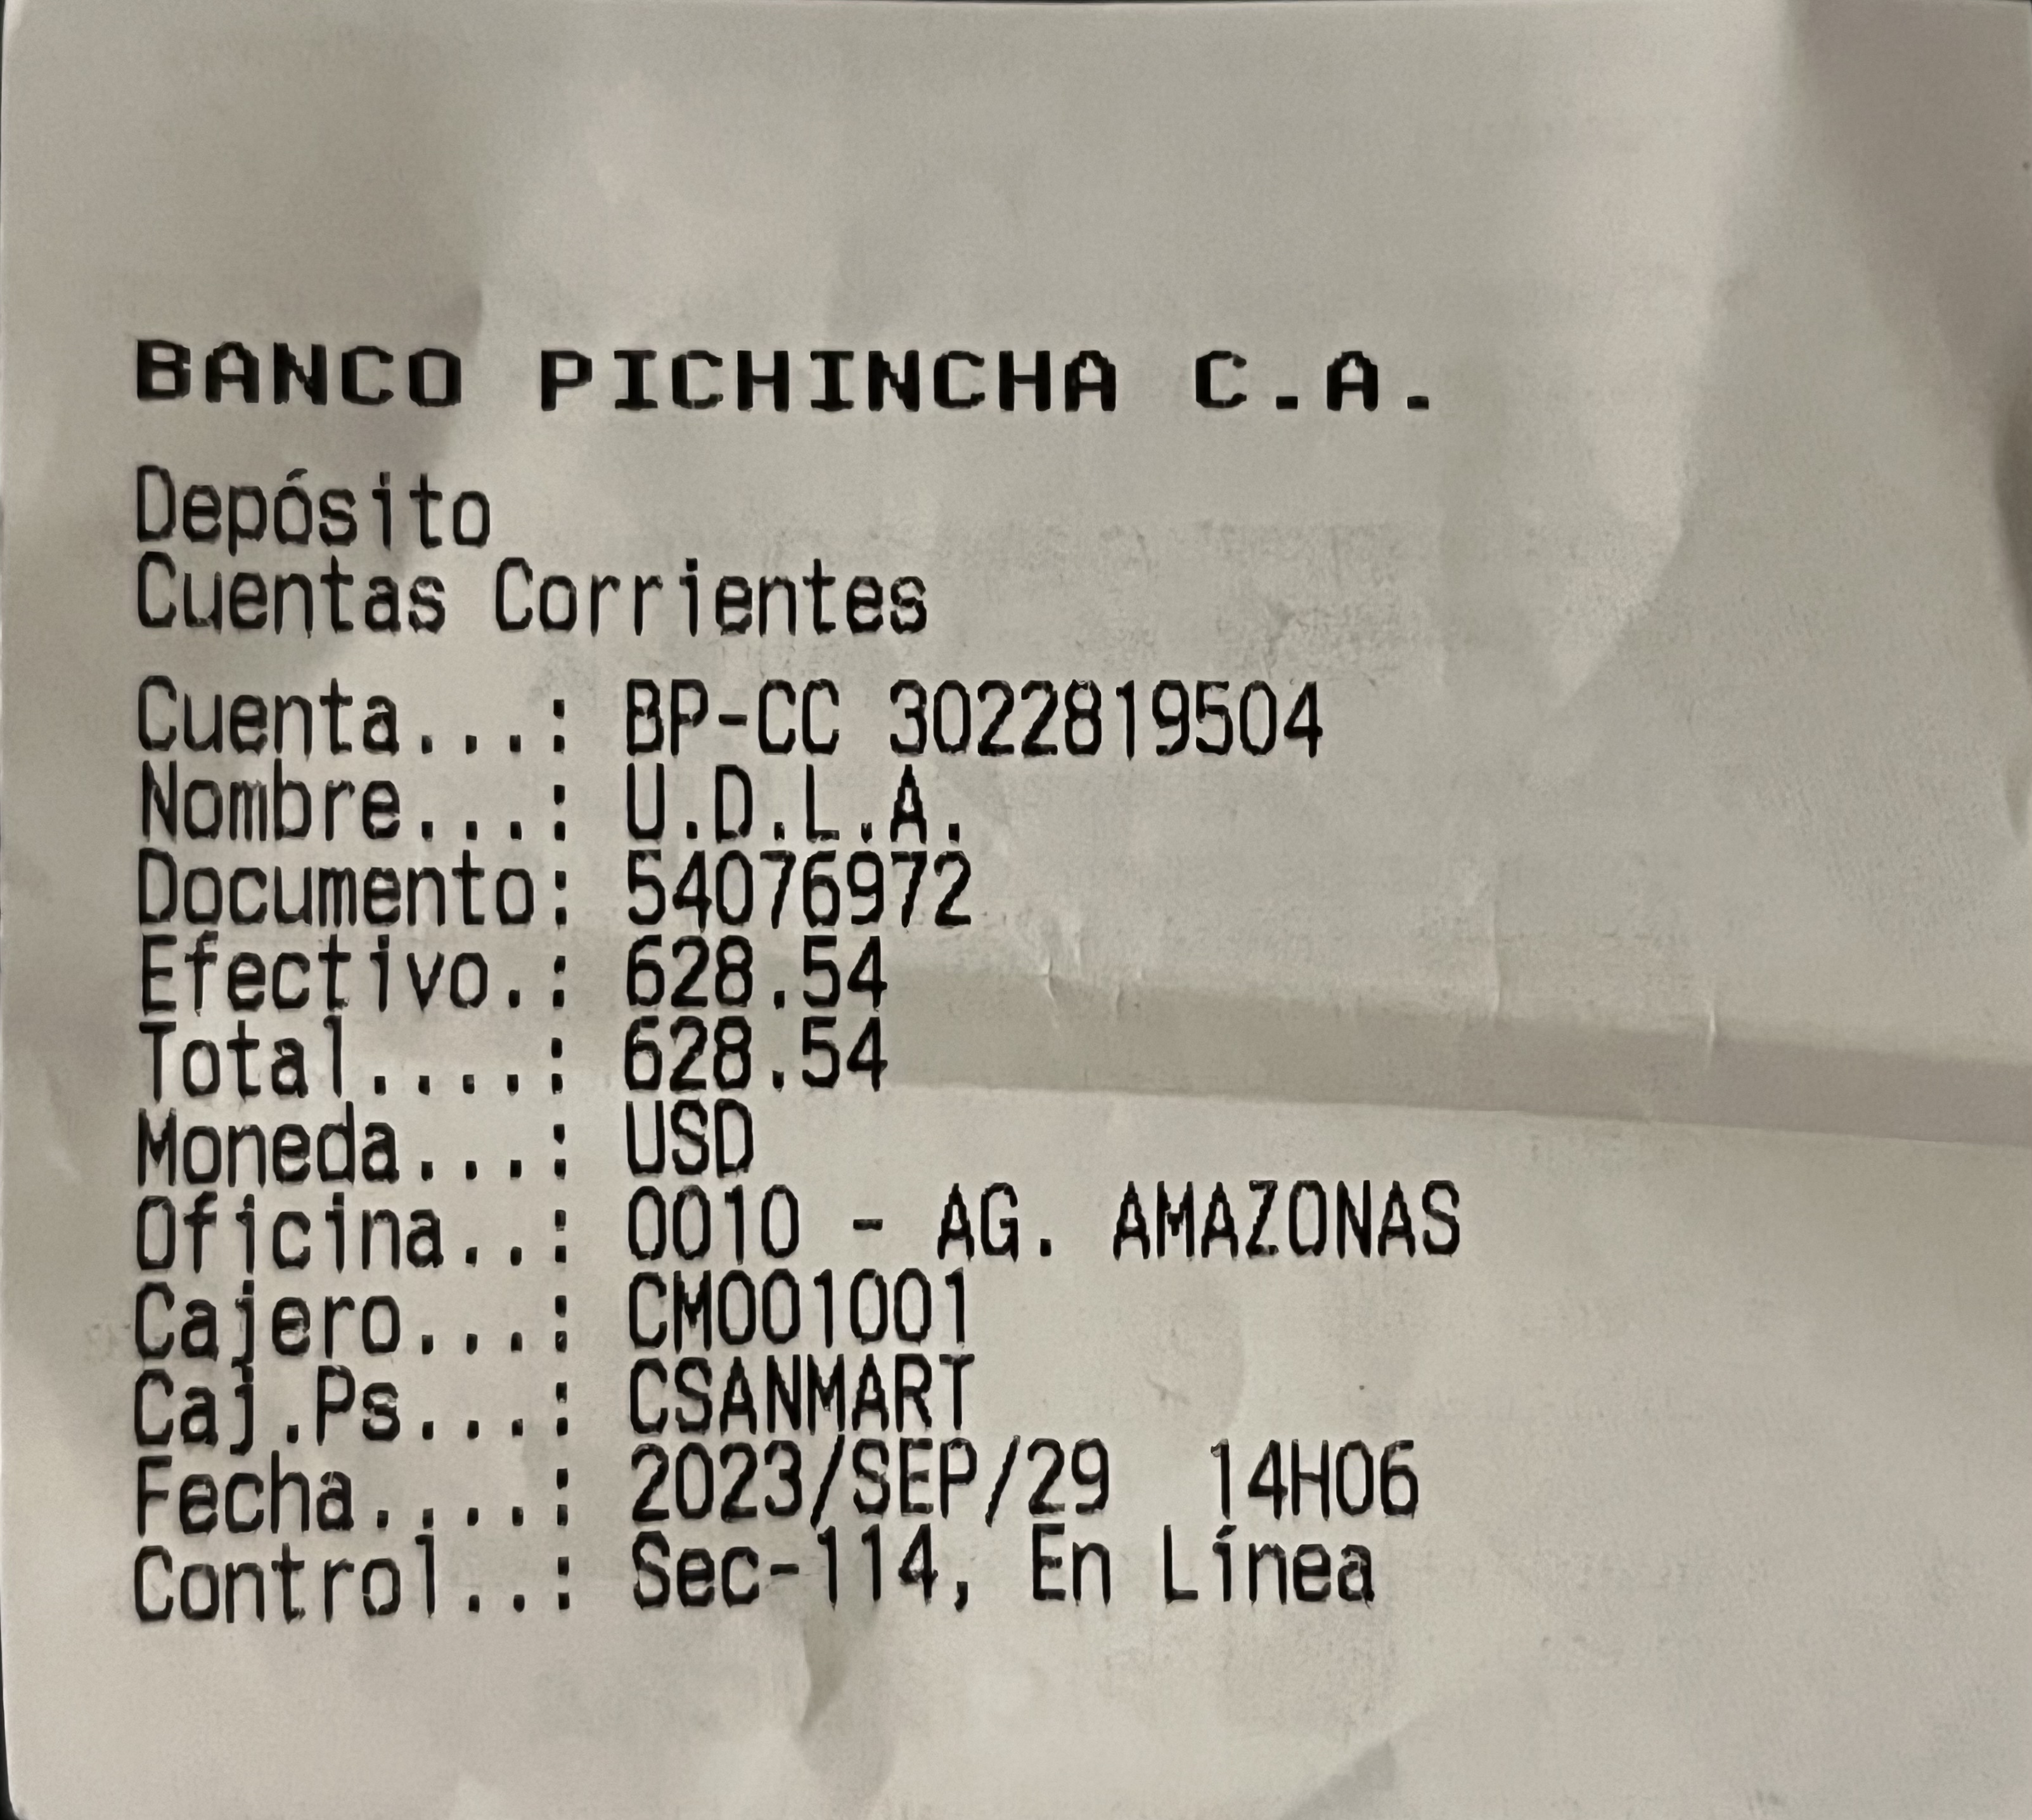 BANCO PICHINCHA C.A.
Depósito
Cuentas Corrientes
Cuenta...: BP-CC 3022819504
Nombre...: U.D.L.A.
Documento: 54076972
Efectivo.: 628.54
Total....: 628.54
Moneda...: USD
Oficina..: 0010 - AG. AMAZONAS
Cajero...: CM001001
Caj.Ps...: CSANMART
Fecha....: 2023/SEP/29  14H06
Control..: Sec-114, En Línea